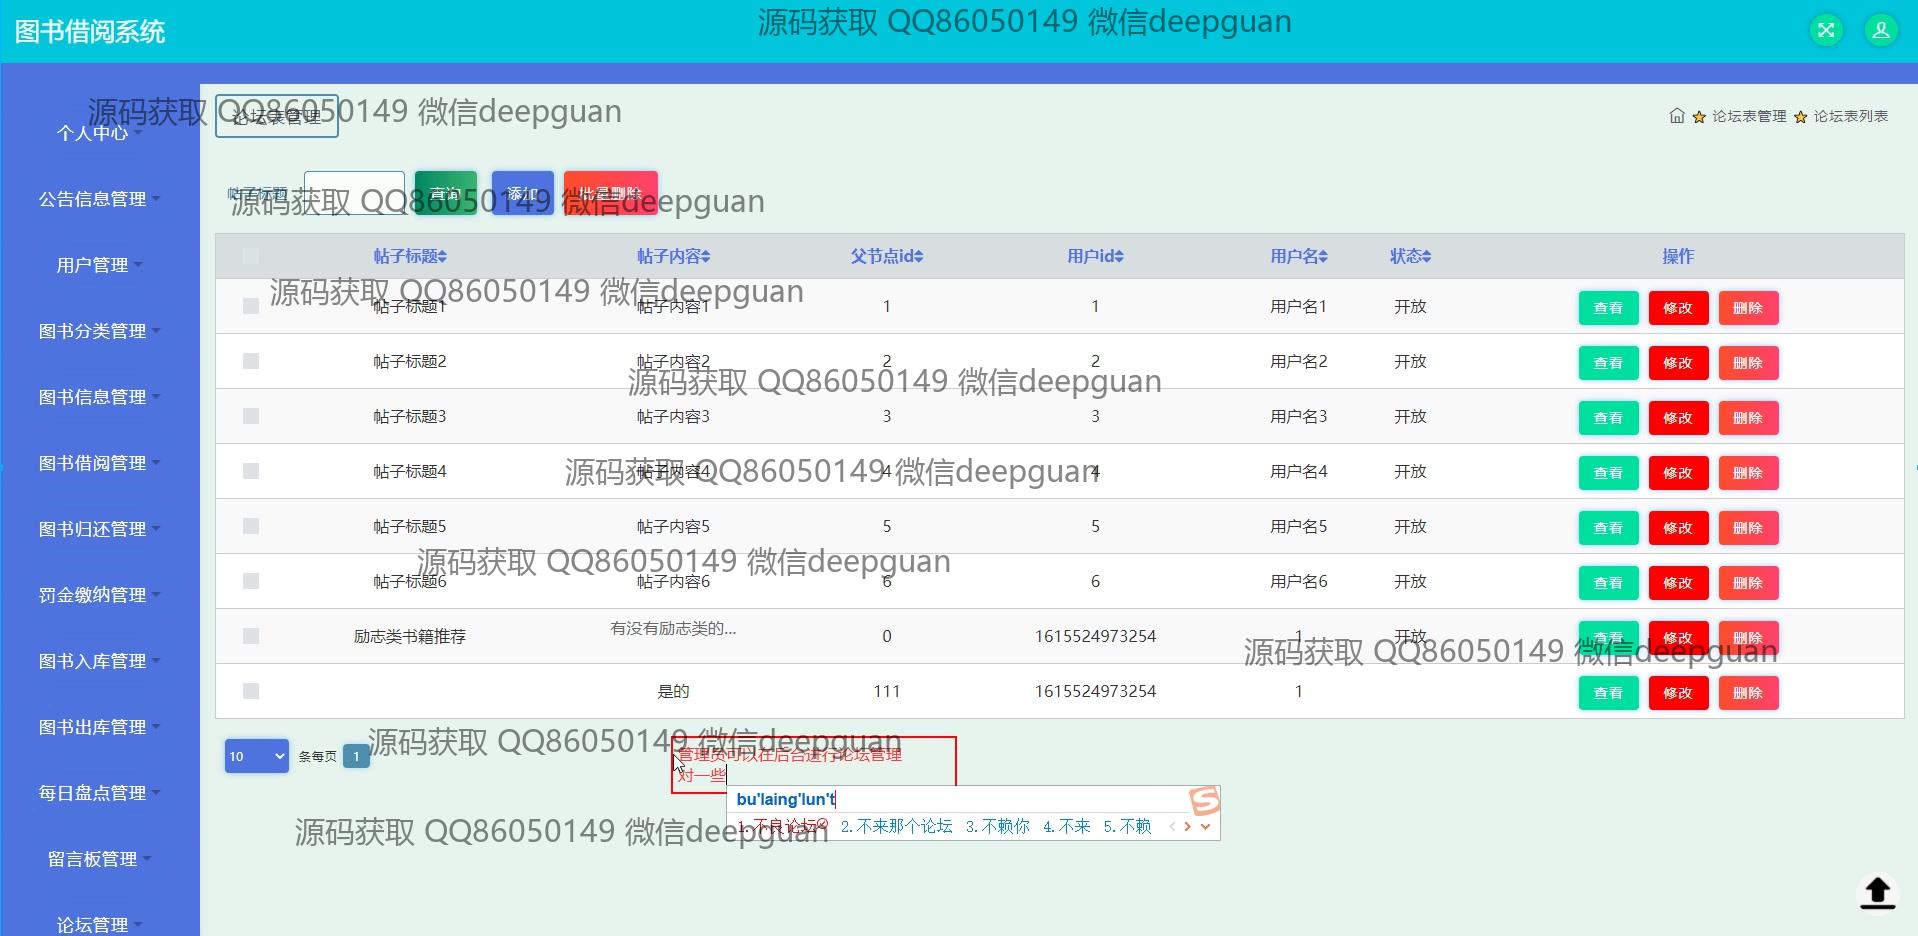 图书借阅系统
源码获取 QQ86050149 微信deepguan
源码获取 QQ86050149 微信deepguan
论坛表管理
论坛表管理 论坛表列表
个人中心
公告信息管理
用户管理
图书分类管理
图书信息管理
图书借阅管理
图书归还管理
罚金缴纳管理
图书入库管理
图书出库管理
每日盘点管理
留言板管理
论坛管理
帖子标题 查询 添加 批量删除
源码获取 QQ86050149 微信deepguan
帖子标题 帖子内容 父节点id 用户id 用户名 状态 操作
源码获取 QQ86050149 微信deepguan
帖子标题1 帖子内容1 1 1 用户名1 开放 查看 修改 删除
帖子标题2 帖子内容2 2 2 用户名2 开放 查看 修改 删除
源码获取 QQ86050149 微信deepguan
帖子标题3 帖子内容3 3 3 用户名3 开放 查看 修改 删除
帖子标题4 帖子内容4 4 4 用户名4 开放 查看 修改 删除
源码获取 QQ86050149 微信deepguan
帖子标题5 帖子内容5 5 5 用户名5 开放 查看 修改 删除
源码获取 QQ86050149 微信deepguan
帖子标题6 帖子内容6 6 6 用户名6 开放 查看 修改 删除
励志类书籍推荐 有没有励志类的... 0 1615524973254 1 开放 查看 修改 删除
源码获取 QQ86050149 微信deepguan
是的 111 1615524973254 1 查看 修改 删除
源码获取 QQ86050149 微信deepguan
10 条每页 1
管理员可以在后台进行论坛管理
对一些
bu'laing'lun't
1.不良论坛 2.不来那个论坛 3.不赖你 4.不来 5.不赖
源码获取 QQ86050149 微信deepguan